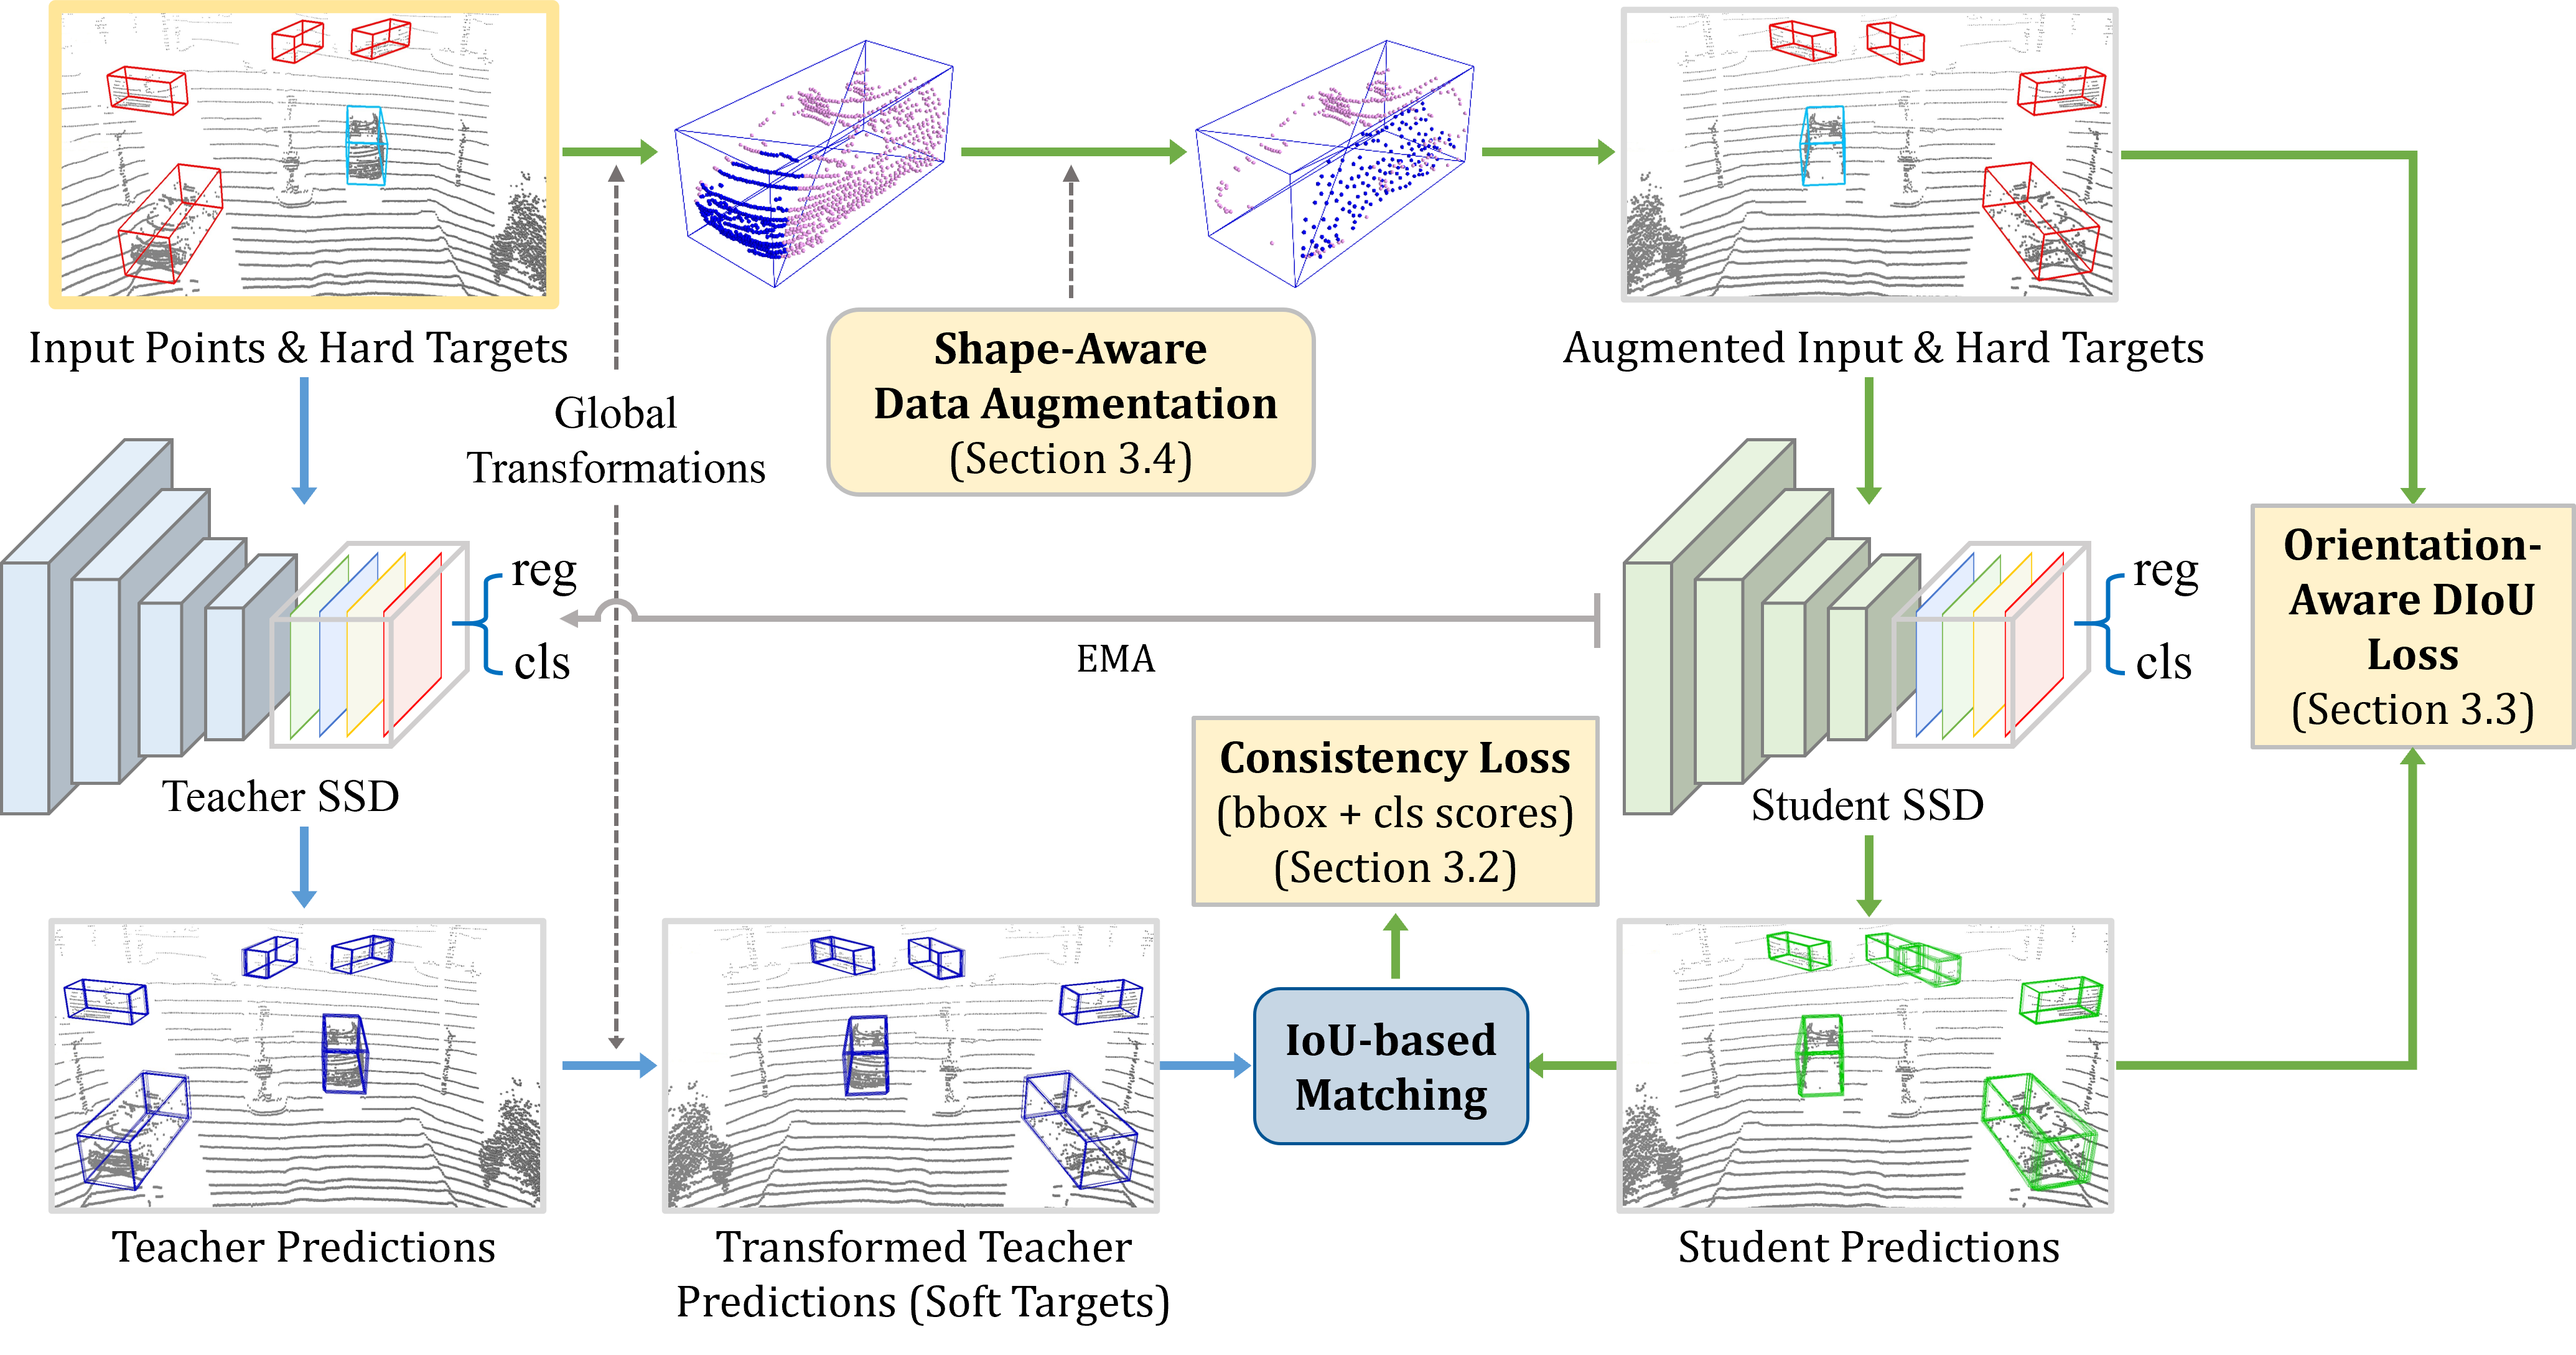 Input Points & Hard Targets
Shape-Aware
Data Augmentation
(Section 3.4)
Augmented Input & Hard Targets
Global
Transformations
reg
cls
Teacher SSD
EMA
reg
cls
Student SSD
Orientation-
Aware DIoU
Loss
(Section 3.3)
Consistency Loss
(bbox + cls scores)
(Section 3.2)
IoU-based
Matching
Teacher Predictions
Transformed Teacher
Predictions (Soft Targets)
Student Predictions